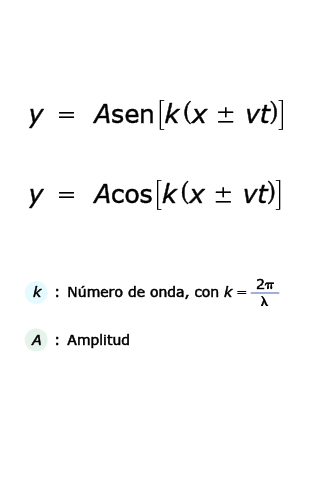 y = Asen[k(x ± vt)]
y = Acos[k(x ± vt)]
k : Número de onda, con k = 2π/λ
A : Amplitud